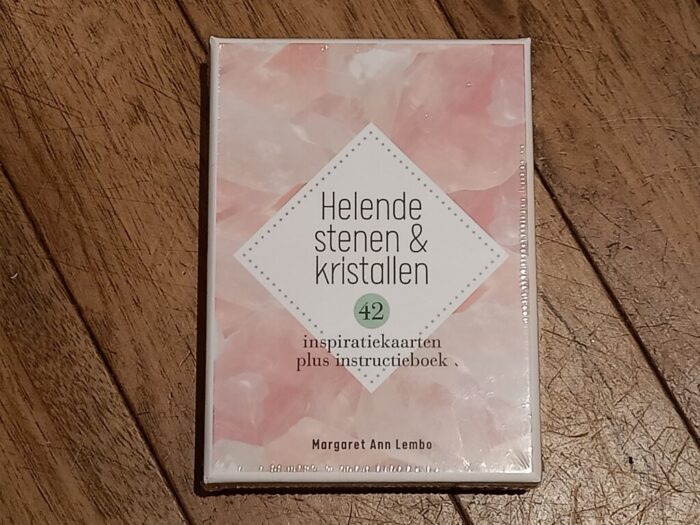 Helende
stenen &
kristallen
42
inspiratiekaarten
plus instructieboek
Margaret Ann Lembo